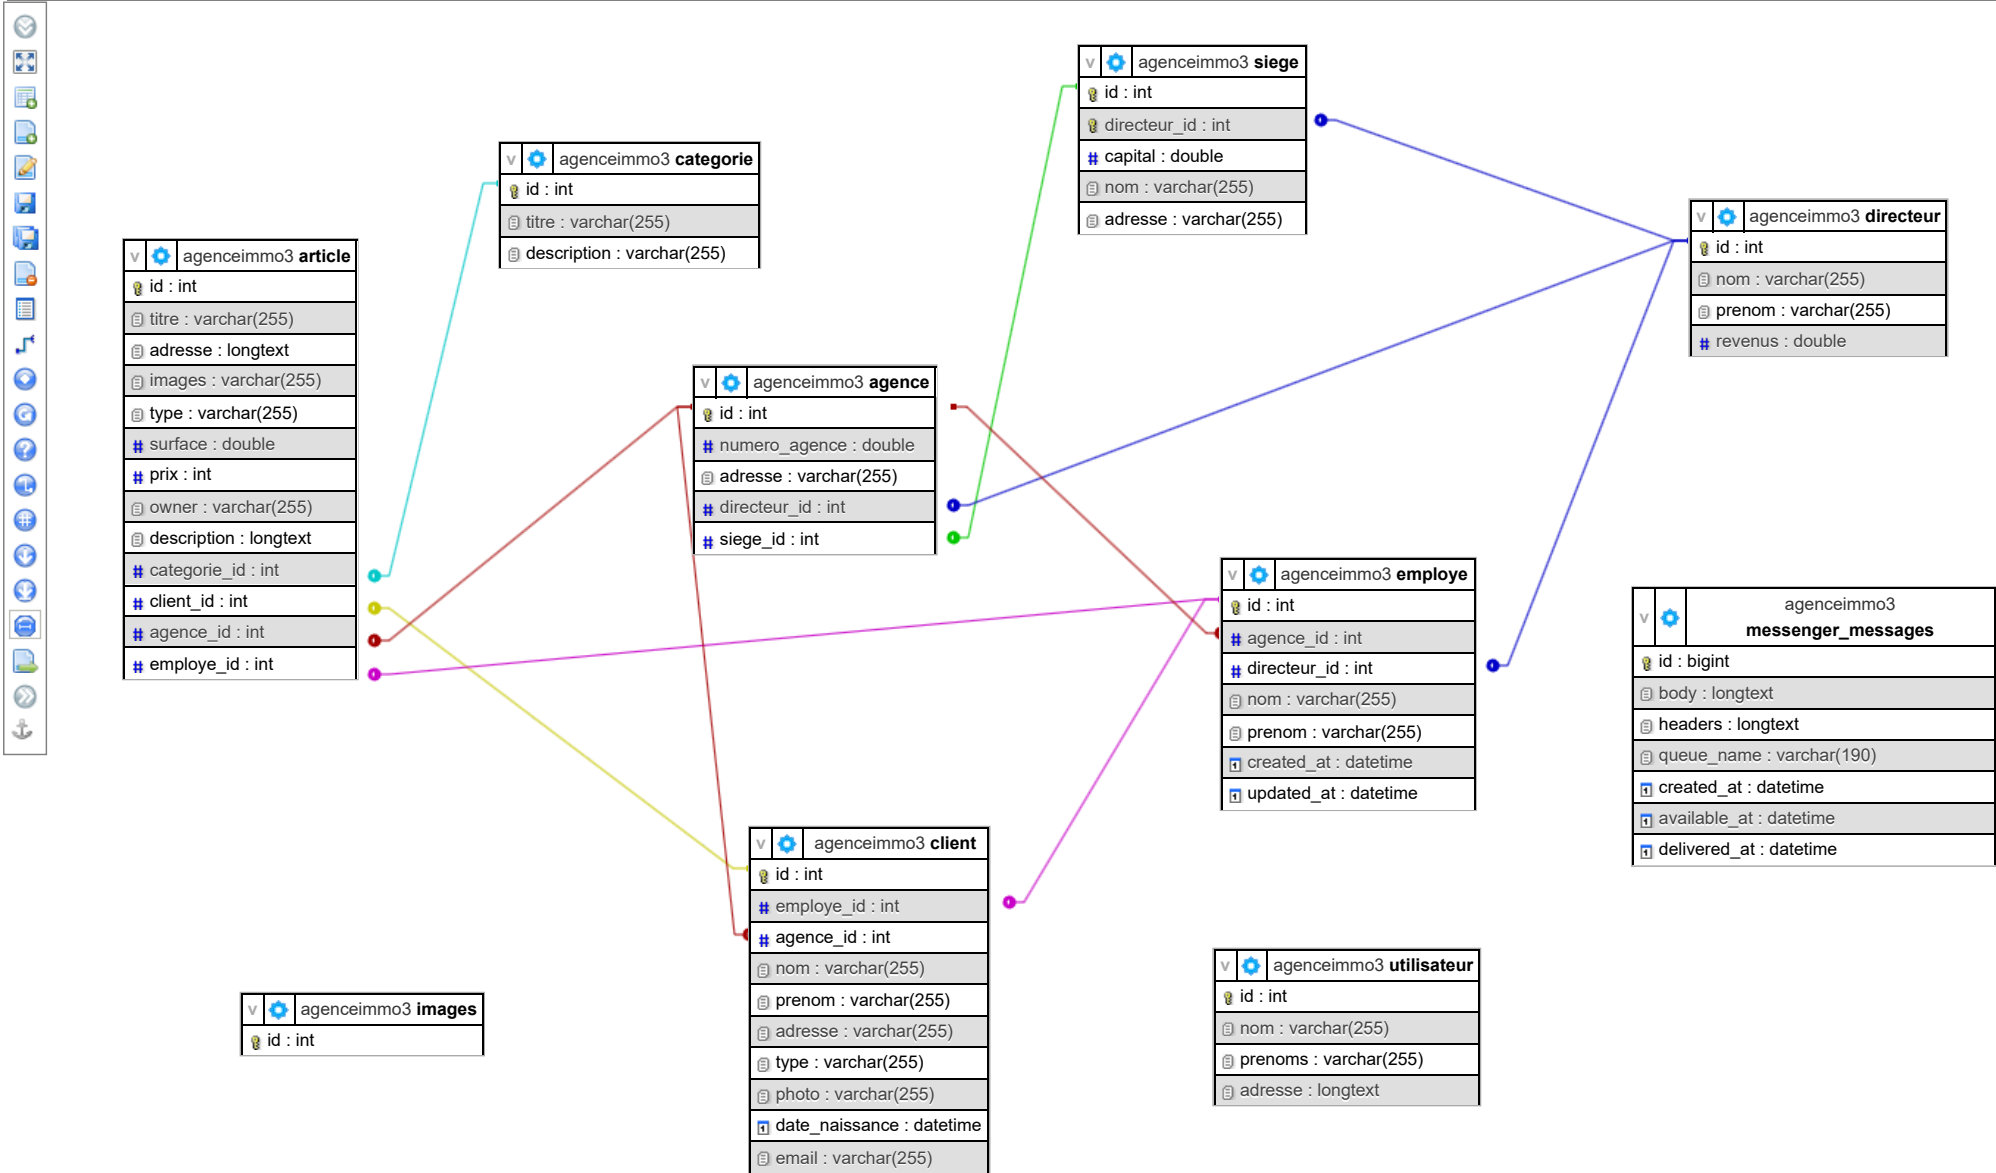 v agenceimmo3 siege
id : int
directeur_id : int
capital : double
nom : varchar(255)
adresse : varchar(255)
v agenceimmo3 categorie
id : int
titre : varchar(255)
description : varchar(255)
v agenceimmo3 directeur
id : int
nom : varchar(255)
prenom : varchar(255)
revenus : double
v agenceimmo3 article
id : int
titre : varchar(255)
adresse : longtext
images : varchar(255)
type : varchar(255)
surface : double
prix : int
owner : varchar(255)
description : longtext
categorie_id : int
client_id : int
agence_id : int
employe_id : int
v agenceimmo3 agence
id : int
numero_agence : double
adresse : varchar(255)
directeur_id : int
siege_id : int
v agenceimmo3 employe
id : int
agence_id : int
directeur_id : int
nom : varchar(255)
prenom : varchar(255)
created_at : datetime
updated_at : datetime
v agenceimmo3
messenger_messages
id : bigint
body : longtext
headers : longtext
queue_name : varchar(190)
created_at : datetime
available_at : datetime
delivered_at : datetime
v agenceimmo3 client
id : int
employe_id : int
agence_id : int
nom : varchar(255)
prenom : varchar(255)
adresse : varchar(255)
type : varchar(255)
photo : varchar(255)
date_naissance : datetime
email : varchar(255)
v agenceimmo3 utilisateur
id : int
nom : varchar(255)
prenoms : varchar(255)
adresse : longtext
v agenceimmo3 images
id : int